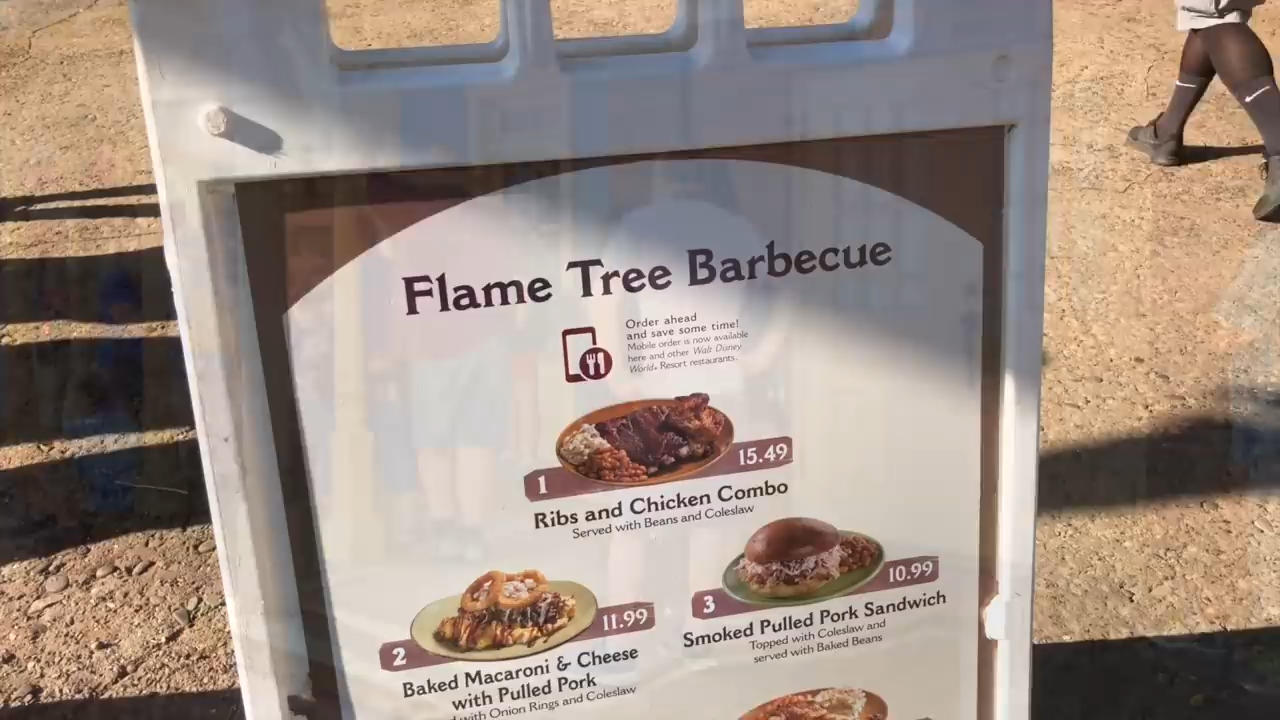 Flame Tree Barbecue
Order ahead
and save some time!
Mobile order is now available
here and other Walt Disney
World® Resort restaurants.
1 15.49
Ribs and Chicken Combo
Served with Beans and Coleslaw
2 11.99
Baked Macaroni & Cheese
with Pulled Pork
with Onion Rings and Coleslaw
3 10.99
Smoked Pulled Pork Sandwich
Topped with Coleslaw and
served with Baked Beans